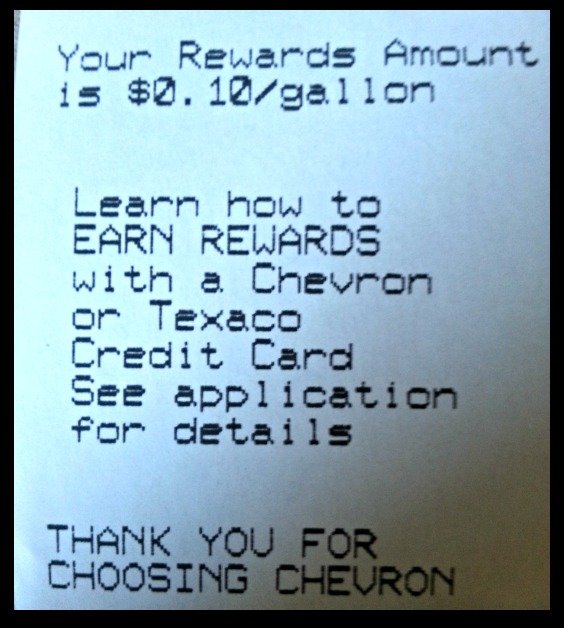 Your Rewards Amount
is $0.10/gallon
Learn how to
EARN REWARDS
with a Chevron
or Texaco
Credit Card
See application
for details
THANK YOU FOR
CHOOSING CHEVRON